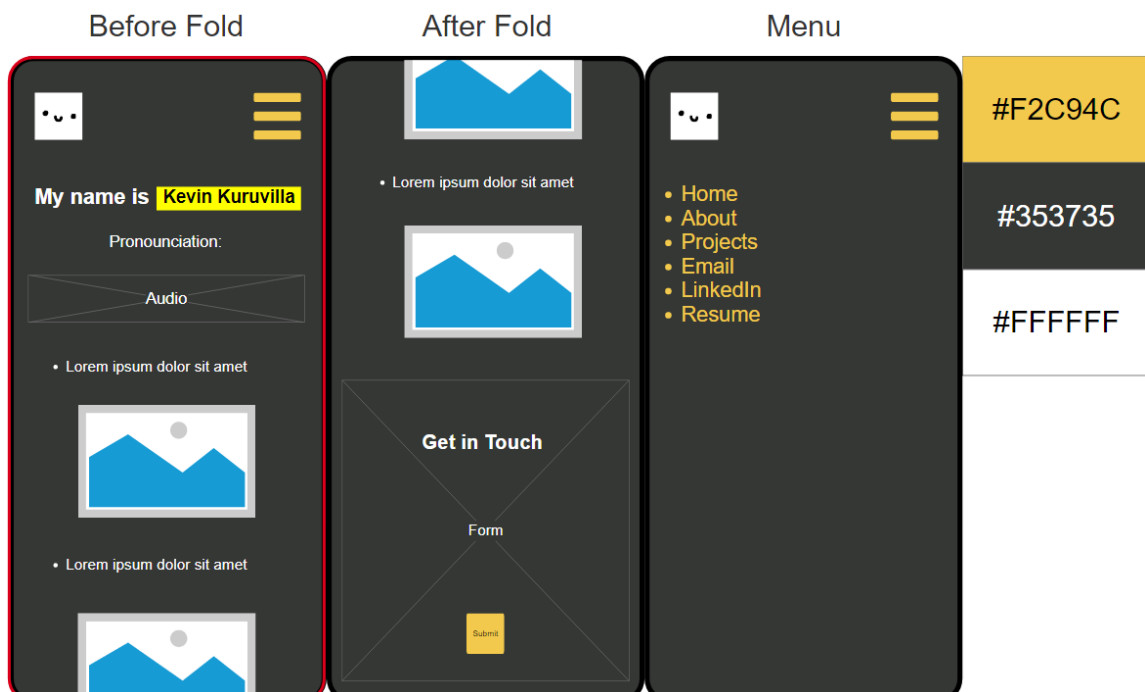 Before Fold
After Fold
Menu
My name is Kevin Kuruvilla
Pronounciation:
Audio
• Lorem ipsum dolor sit amet
• Lorem ipsum dolor sit amet
• Lorem ipsum dolor sit amet
Get in Touch
Form
Submit
• Home
• About
• Projects
• Email
• LinkedIn
• Resume
#F2C94C
#353735
#FFFFFF